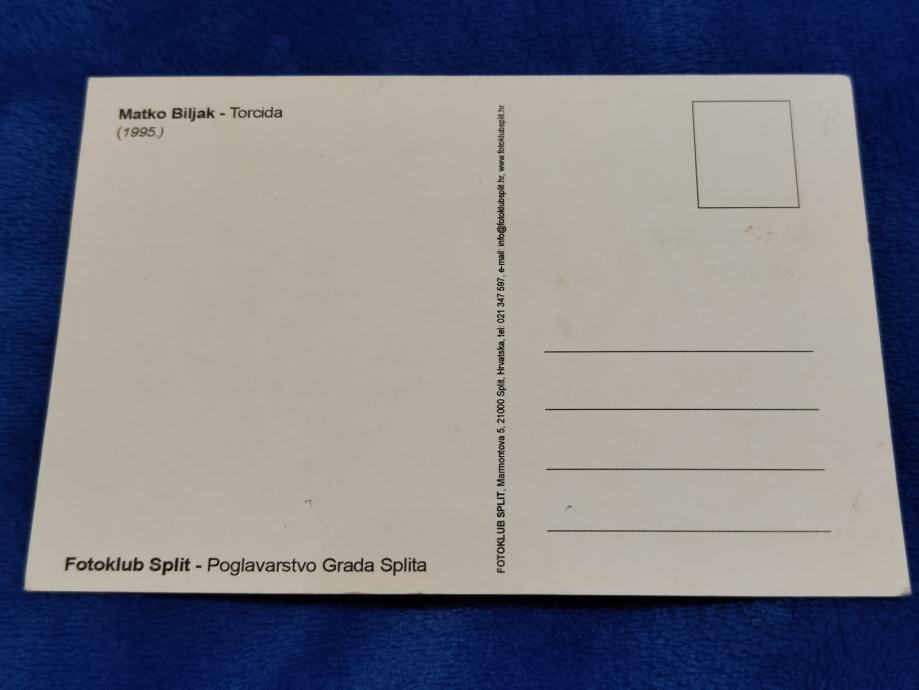 Matko Biljak - Torcida
(1995.)
Fotoklub Split - Poglavarstvo Grada Splita
FOTOKLUB SPLIT, Marmontova 5, 21000 Split, Hrvatska, tel: 021 347 597, e-mail: info@fotoklubsplit.hr, www.fotoklubsplit.hr